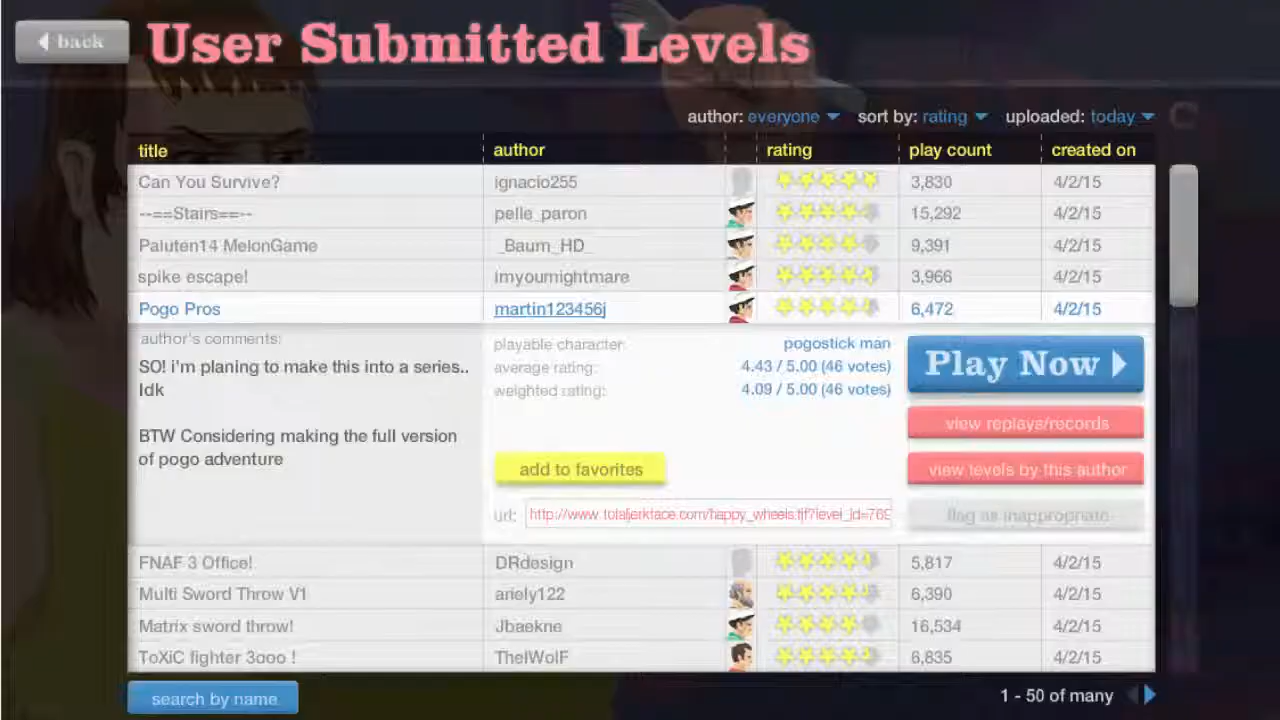 back
User Submitted Levels
author: everyone sort by: rating uploaded: today
title author rating play count created on
Can You Survive? ignacio255 3,830 4/2/15
--==Stairs==-- pelle_paron 15,292 4/2/15
Paluten14 MelonGame _Baum_HD_ 9,391 4/2/15
spike escape! imyournightmare 3,966 4/2/15
Pogo Pros martin123456j 6,472 4/2/15
author's comments:
SO! i'm planing to make this into a series..
Idk
BTW Considering making the full version
of pogo adventure
playable character: pogostick man
average rating: 4.43 / 5.00 (46 votes)
weighted rating: 4.09 / 5.00 (46 votes)
add to favorites
url: http://www.totaljerkface.com/happy_wheels.tjf?level_id=769
Play Now
view replays/records
view levels by this author
flag as inappropriate
FNAF 3 Office! DRdesign 5,817 4/2/15
Multi Sword Throw V1 ariely122 6,390 4/2/15
Matrix sword throw! Jbaekne 16,534 4/2/15
ToXiC fighter 3ooo ! TheIWolF 6,835 4/2/15
search by name
1 - 50 of many